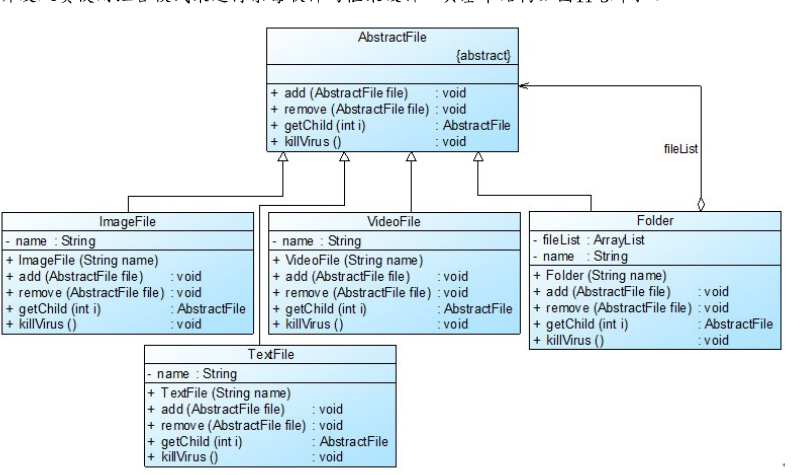 AbstractFile
{abstract}
+ add (AbstractFile file) : void
+ remove (AbstractFile file) : void
+ getChild (int i) : AbstractFile
+ killVirus () : void
fileList
ImageFile
- name : String
+ ImageFile (String name)
+ add (AbstractFile file) : void
+ remove (AbstractFile file) : void
+ getChild (int i) : AbstractFile
+ killVirus () : void
VideoFile
- name : String
+ VideoFile (String name)
+ add (AbstractFile file) : void
+ remove (AbstractFile file) : void
+ getChild (int i) : AbstractFile
+ killVirus () : void
Folder
- fileList : ArrayList
- name : String
+ Folder (String name)
+ add (AbstractFile file) : void
+ remove (AbstractFile file) : void
+ getChild (int i) : AbstractFile
+ killVirus () : void
TextFile
- name : String
+ TextFile (String name)
+ add (AbstractFile file) : void
+ remove (AbstractFile file) : void
+ getChild (int i) : AbstractFile
+ killVirus () : void